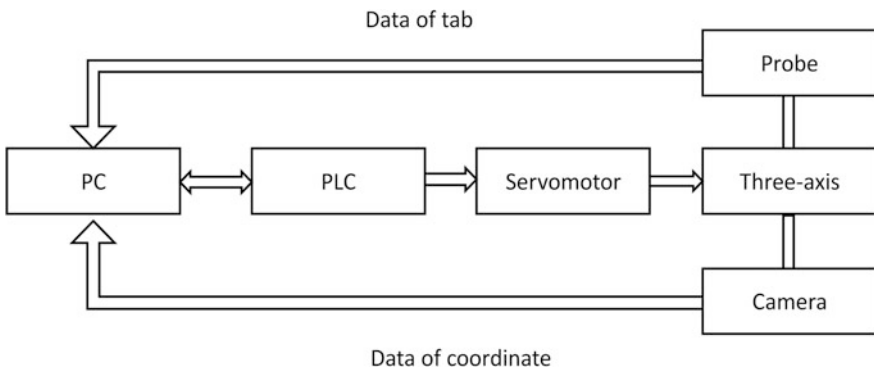 Data of tab
Probe
PC
PLC
Servomotor
Three-axis
Camera
Data of coordinate